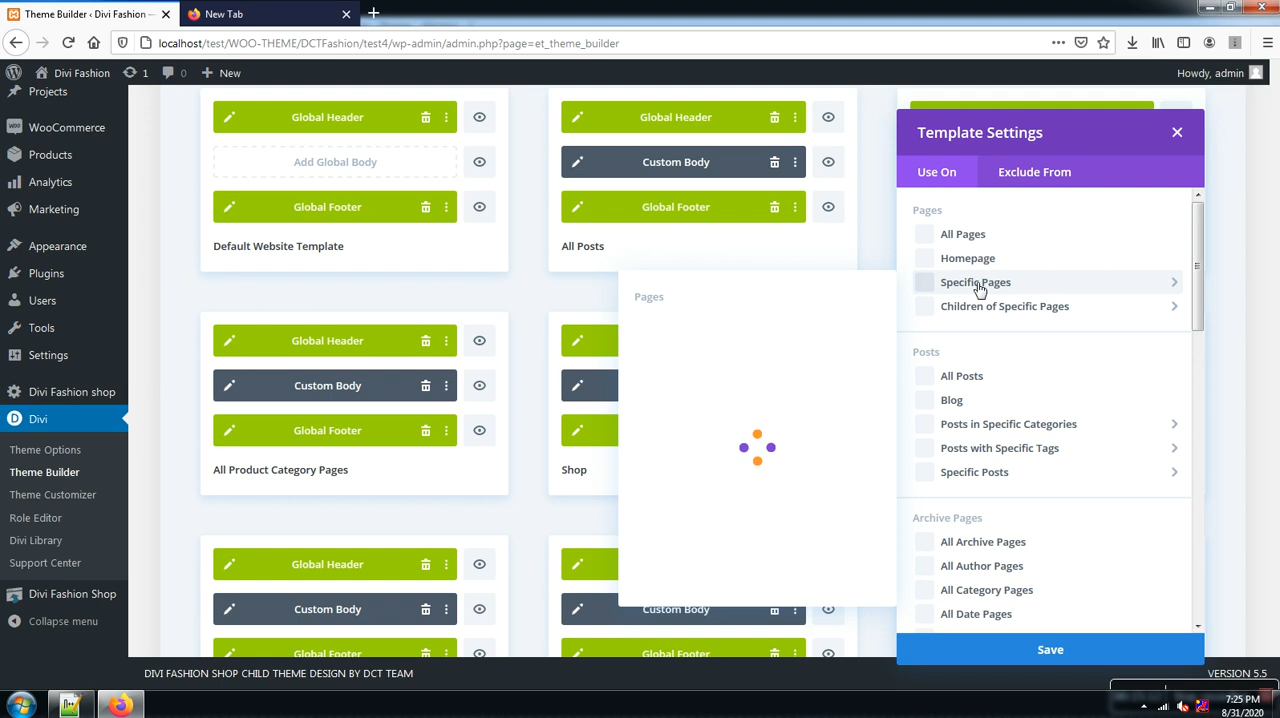 Theme Builder ‹ Divi Fashion —
New Tab
localhost/test/WOO-THEME/DCTFashion/test4/wp-admin/admin.php?page=et_theme_builder
Divi Fashion
1
0
New
Howdy, admin
Projects
WooCommerce
Products
Analytics
Marketing
Appearance
Plugins
Users
Tools
Settings
Divi Fashion shop
Divi
Theme Options
Theme Builder
Theme Customizer
Role Editor
Divi Library
Support Center
Divi Fashion Shop
Collapse menu
Global Header
Add Global Body
Global Footer
Default Website Template
Global Header
Custom Body
Global Footer
All Posts
Global Header
Custom Body
Global Footer
All Product Category Pages
Shop
Global Header
Custom Body
Global Footer
Custom Body
Global Footer
Pages
Template Settings
Use On
Exclude From
Pages
All Pages
Homepage
Specific Pages
Children of Specific Pages
Posts
All Posts
Blog
Posts in Specific Categories
Posts with Specific Tags
Specific Posts
Archive Pages
All Archive Pages
All Author Pages
All Category Pages
All Date Pages
Save
DIVI FASHION SHOP CHILD THEME DESIGN BY DCT TEAM
VERSION 5.5
7:25 PM
8/31/2020